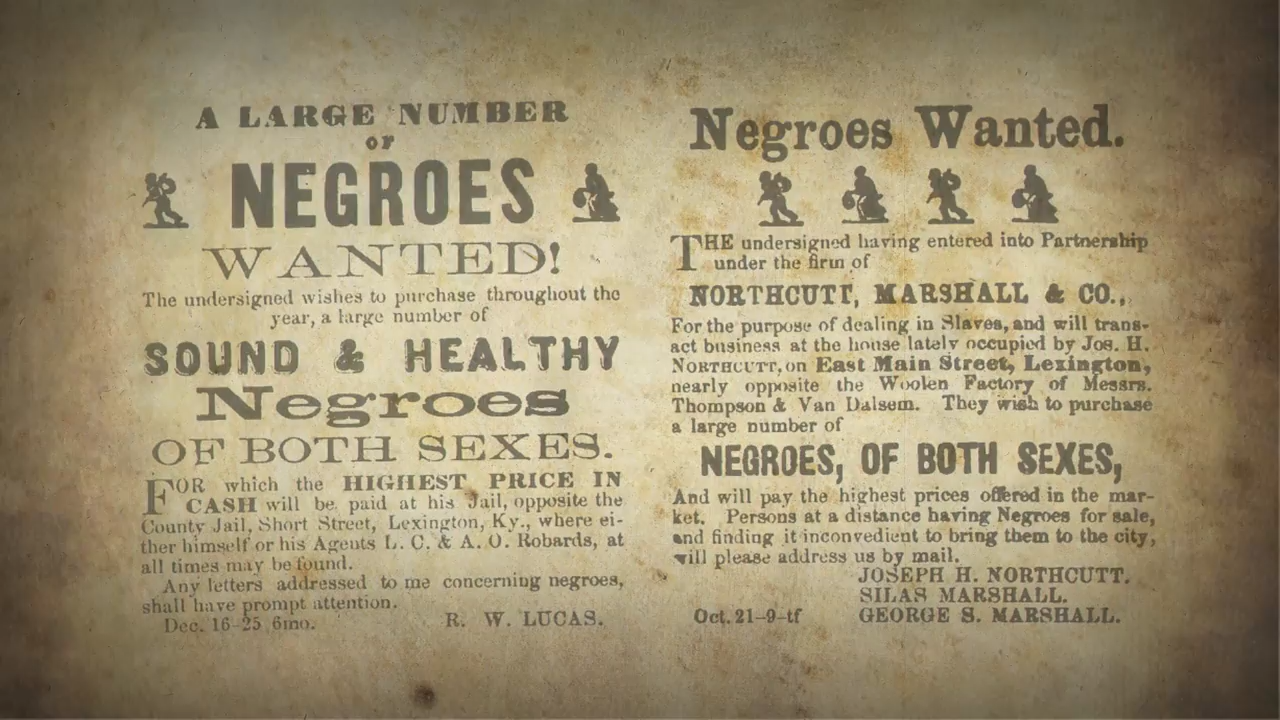 A LARGE NUMBER
OF
NEGROES
WANTED!
The undersigned wishes to purchase throughout the
year, a large number of
SOUND & HEALTHY
Negroes
OF BOTH SEXES.
FOR which the HIGHEST PRICE IN
CASH will be paid at his Jail, opposite the
County Jail, Short Street, Lexington, Ky., where ei-
ther himself or his Agents L. C. & A. O. Robards, at
all times may be found.
Any letters addressed to me concerning negroes,
shall have prompt attention.
Dec. 16-25 6mo. R. W. LUCAS.
Negroes Wanted.
THE undersigned having entered into Partnership
under the firm of
NORTHCUTT, MARSHALL & CO.,
For the purpose of dealing in Slaves, and will trans-
act business at the house lately occupied by Jos. H.
NORTHCUTT, on East Main Street, Lexington,
nearly opposite the Woolen Factory of Messrs.
Thompson & Van Dalsem. They wish to purchase
a large number of
NEGROES, OF BOTH SEXES,
And will pay the highest prices offered in the mar-
ket. Persons at a distance having Negroes for sale,
and finding it inconvedient to bring them to the city,
will please address us by mail.
JOSEPH H. NORTHCUTT.
SILAS MARSHALL.
Oct. 21-9-tf GEORGE S. MARSHALL.